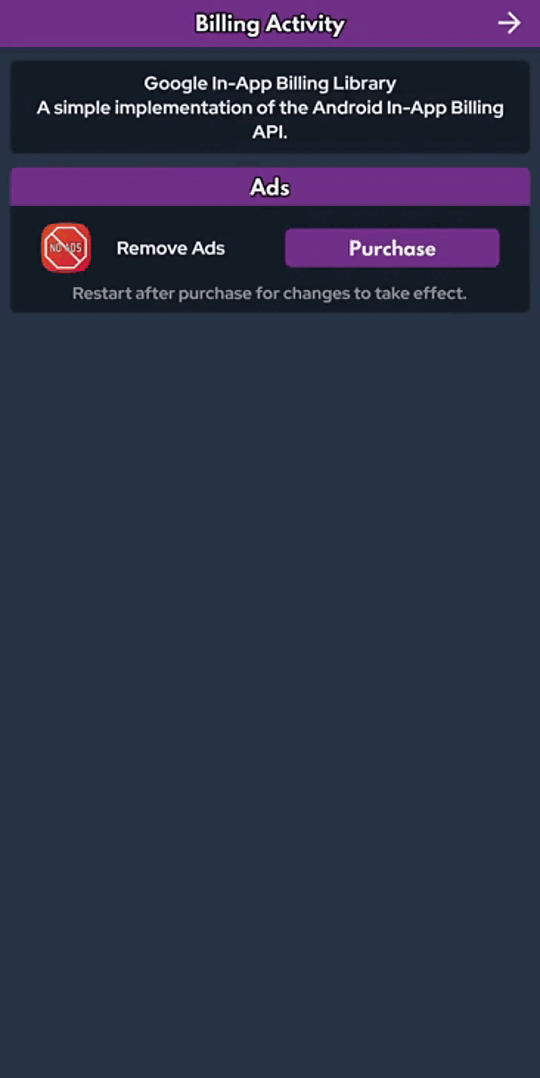 Billing Activity
Google In-App Billing Library
A simple implementation of the Android In-App Billing
API.
Ads
NO ADS
Remove Ads
Purchase
Restart after purchase for changes to take effect.